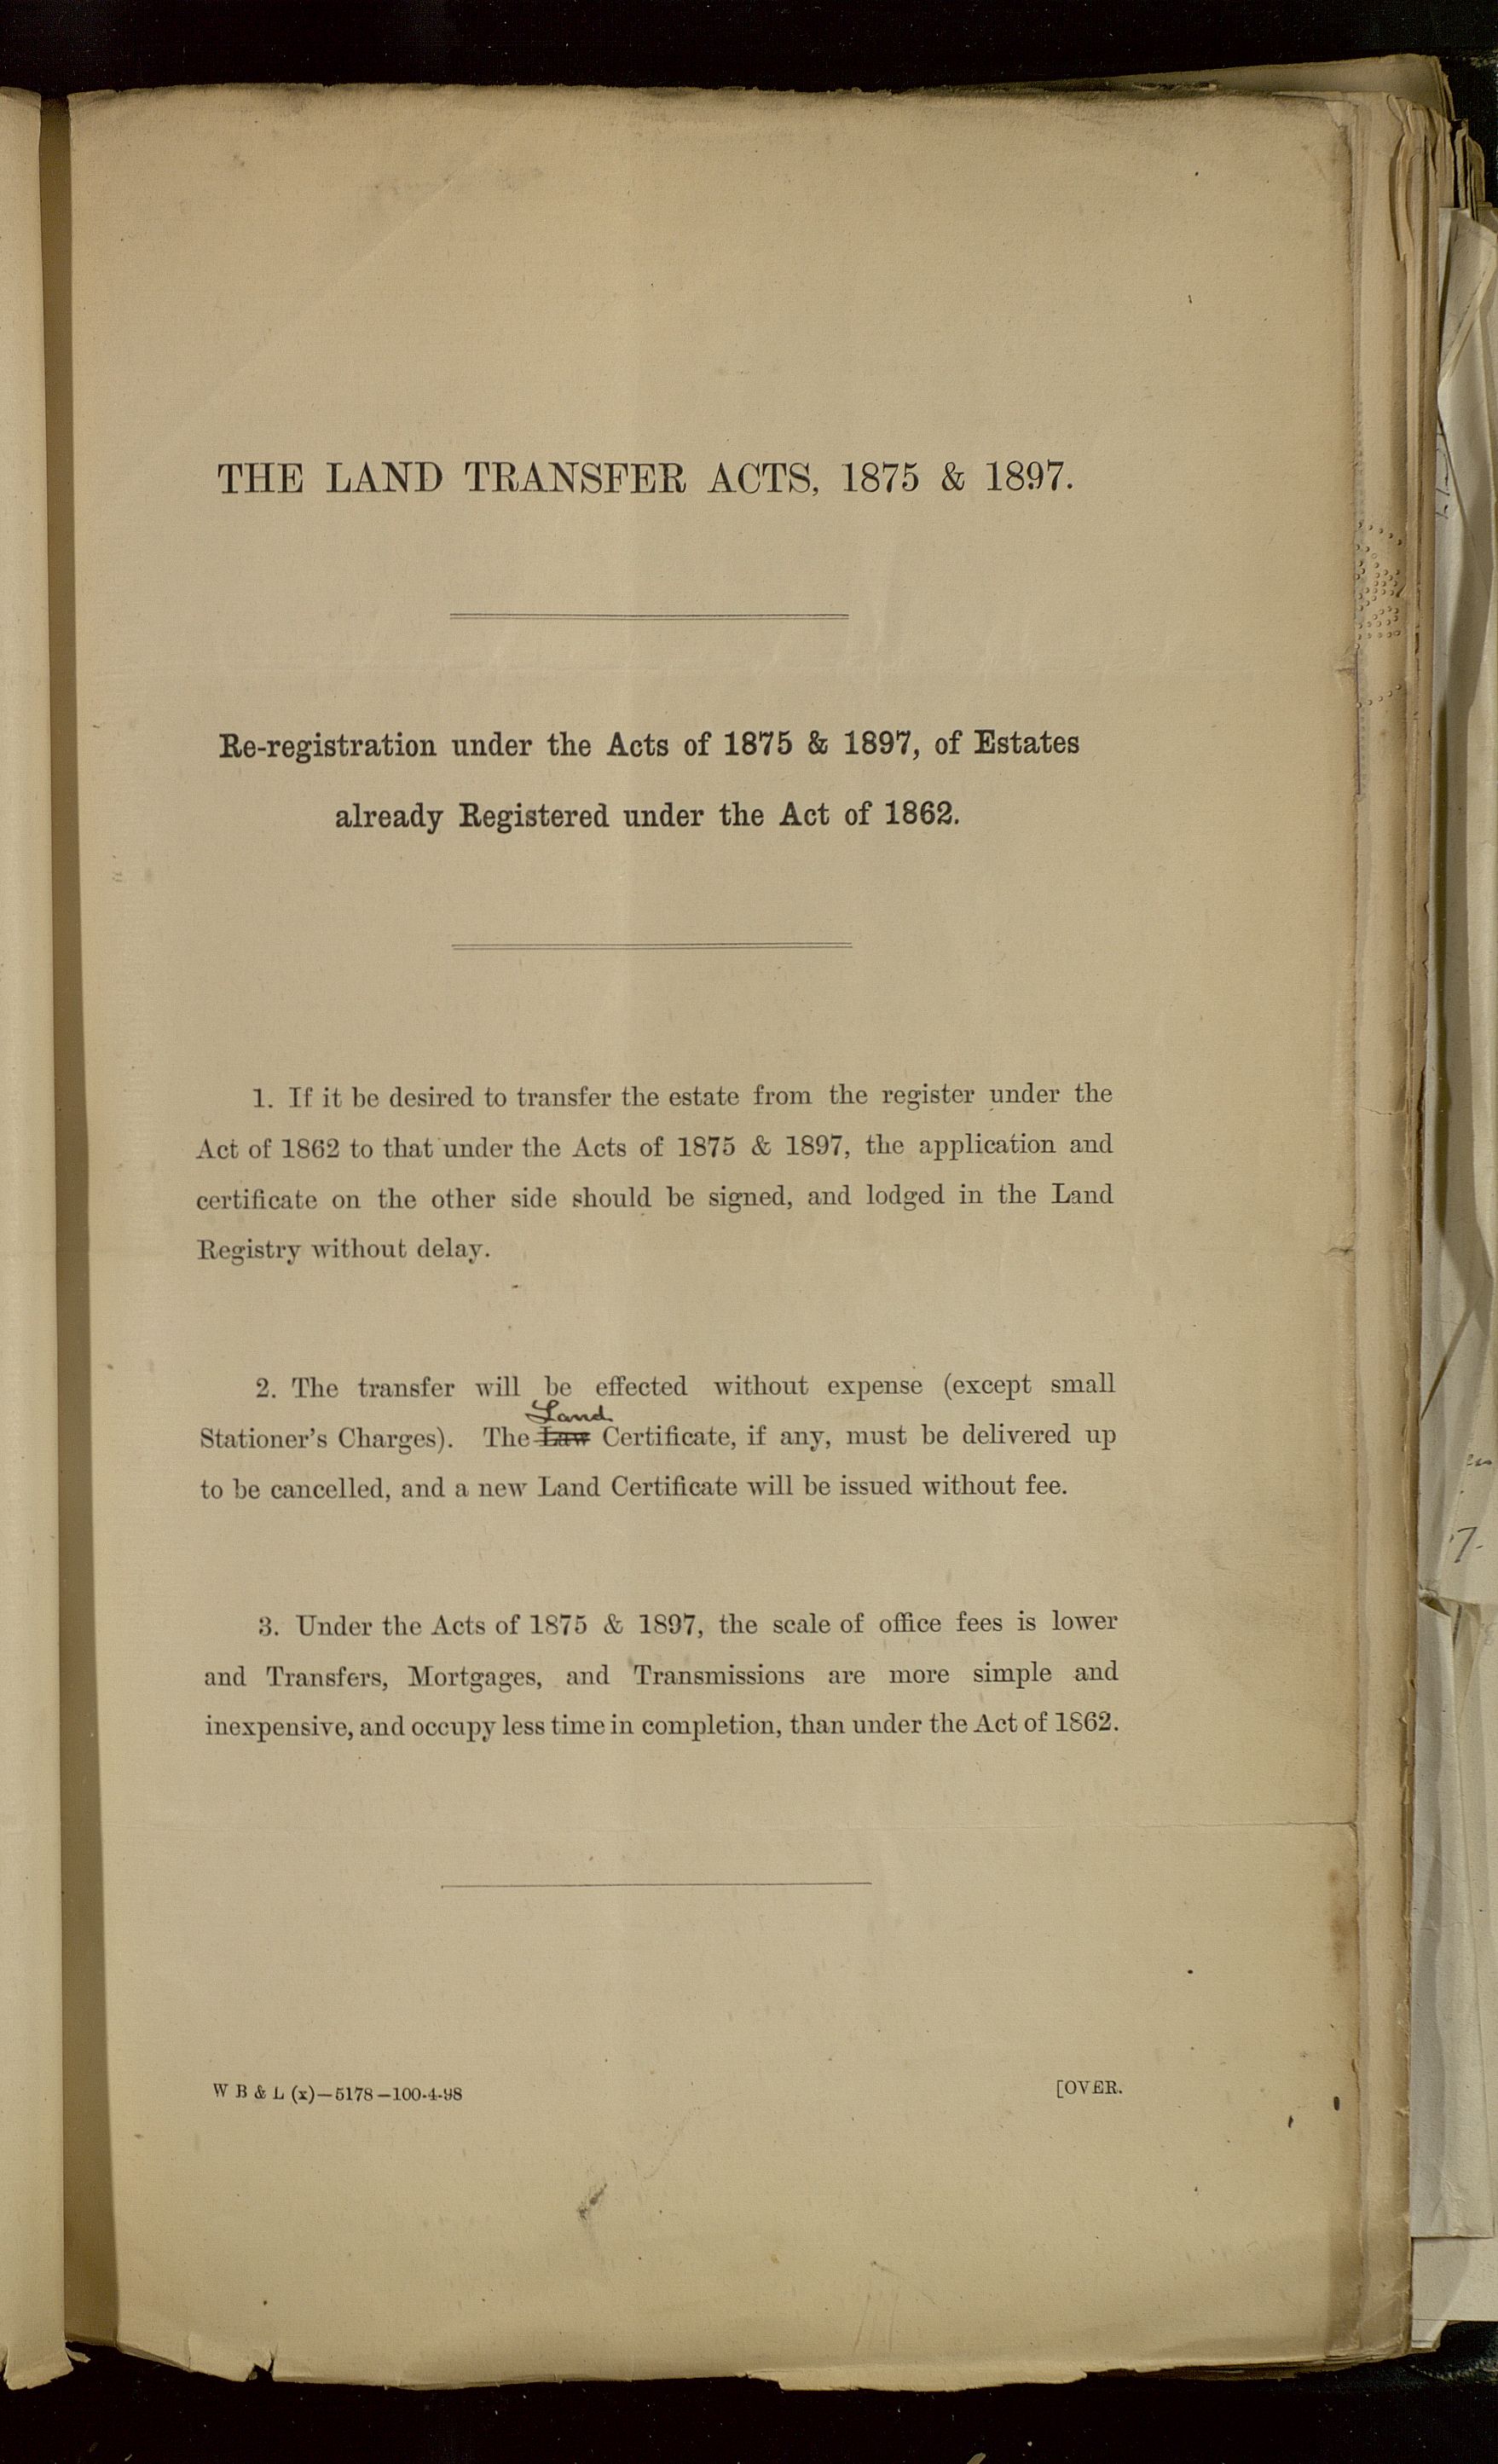 THE LAND TRANSFER ACTS, 1875 & 1897.
Re-registration under the Acts of 1875 & 1897, of Estates
already Registered under the Act of 1862.
1. If it be desired to transfer the estate from the register under the
Act of 1862 to that under the Acts of 1875 & 1897, the application and
certificate on the other side should be signed, and lodged in the Land
Registry without delay.
2. The transfer will be effected without expense (except small
Land
Stationer's Charges). The Law Certificate, if any, must be delivered up
to be cancelled, and a new Land Certificate will be issued without fee.
3. Under the Acts of 1875 & 1897, the scale of office fees is lower
and Transfers, Mortgages, and Transmissions are more simple and
inexpensive, and occupy less time in completion, than under the Act of 1862.
W B & L (x)—5178—100-4-98
[OVER.
7.